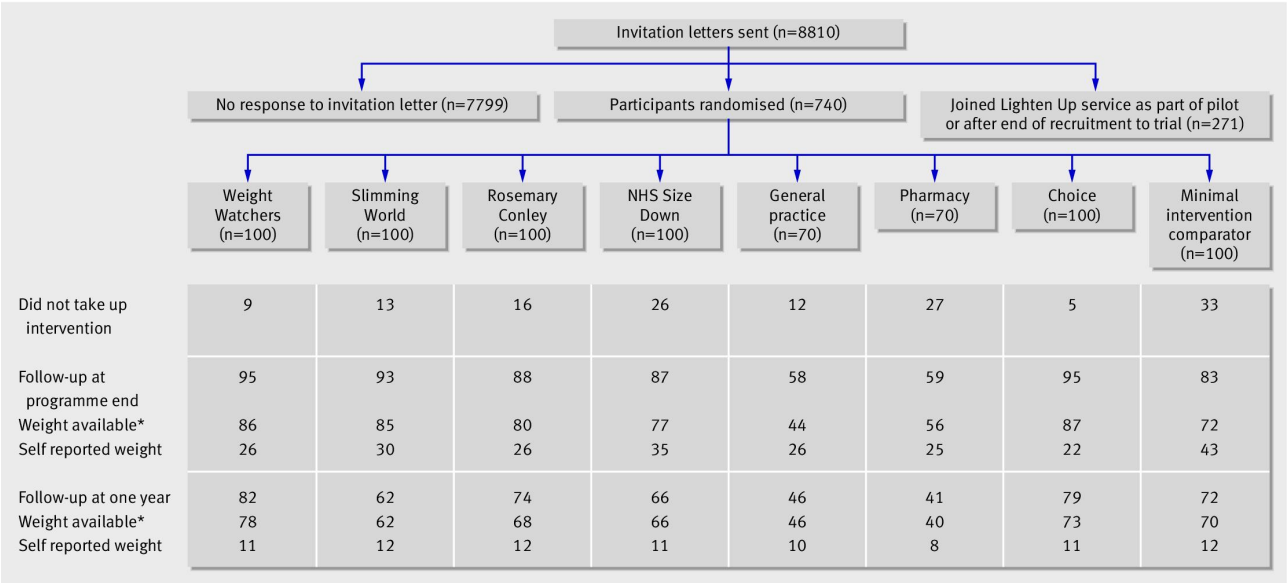 Invitation letters sent (n=8810)
No response to invitation letter (n=7799)
Participants randomised (n=740)
Joined Lighten Up service as part of pilot
or after end of recruitment to trial (n=271)
Weight
Watchers
(n=100)
Slimming
World
(n=100)
Rosemary
Conley
(n=100)
NHS Size
Down
(n=100)
General
practice
(n=70)
Pharmacy
(n=70)
Choice
(n=100)
Minimal
intervention
comparator
(n=100)
Did not take up
intervention
9 13 16 26 12 27 5 33
Follow-up at
programme end
95 93 88 87 58 59 95 83
Weight available* 86 85 80 77 44 56 87 72
Self reported weight 26 30 26 35 26 25 22 43
Follow-up at one year 82 62 74 66 46 41 79 72
Weight available* 78 62 68 66 46 40 73 70
Self reported weight 11 12 12 11 10 8 11 12